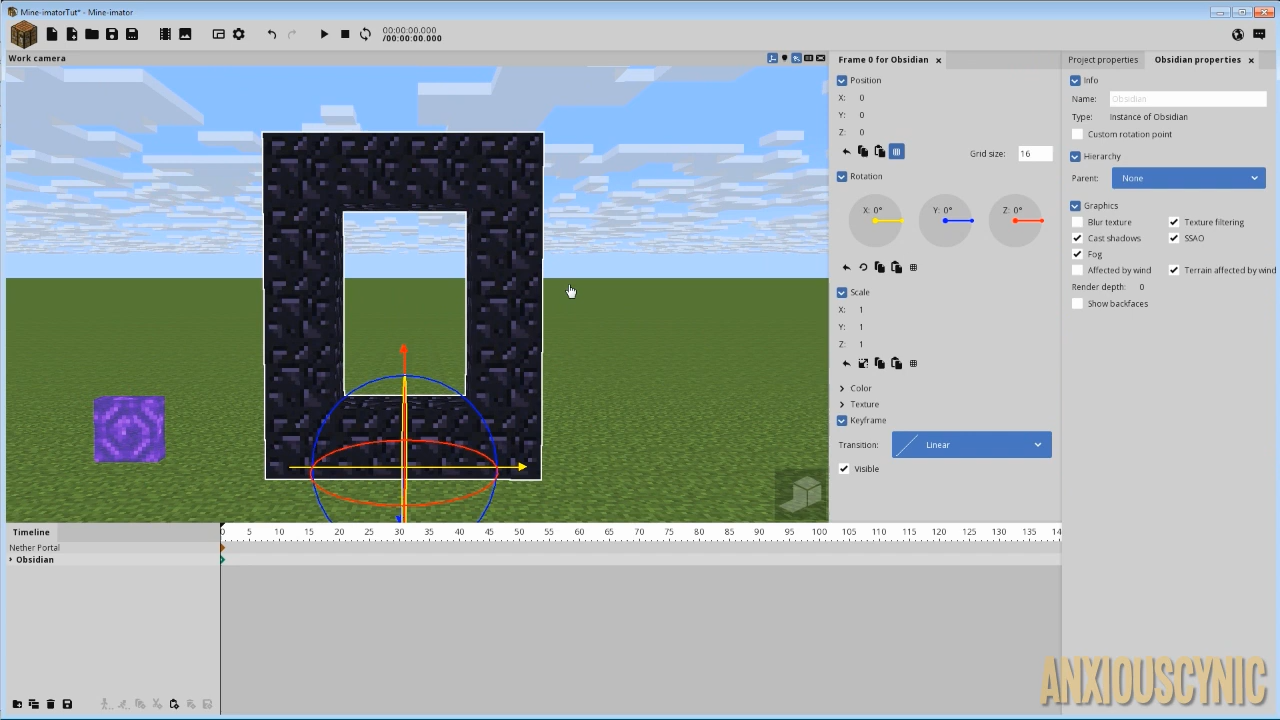 Mine-imatorTut* - Mine-imator
00:00:00.000
/00:00:00.000
Work camera
Frame 0 for Obsidian
Position
X: 0
Y: 0
Z: 0
Grid size: 16
Rotation
X: 0° Y: 0° Z: 0°
Scale
X: 1
Y: 1
Z: 1
Color
Texture
Keyframe
Transition: Linear
Visible
Project properties Obsidian properties
Info
Name: Obsidian
Type: Instance of Obsidian
Custom rotation point
Hierarchy
Parent: None
Graphics
Blur texture Texture filtering
Cast shadows SSAO
Fog
Affected by wind Terrain affected by wind
Render depth: 0
Show backfaces
Timeline
0 5 10 15 20 25 30 35 40 45 50 55 60 65 70 75 80 85 90 95 100 105 110 115 120 125 130 135 14
Nether Portal
Obsidian
ANXIOUSCYNIC